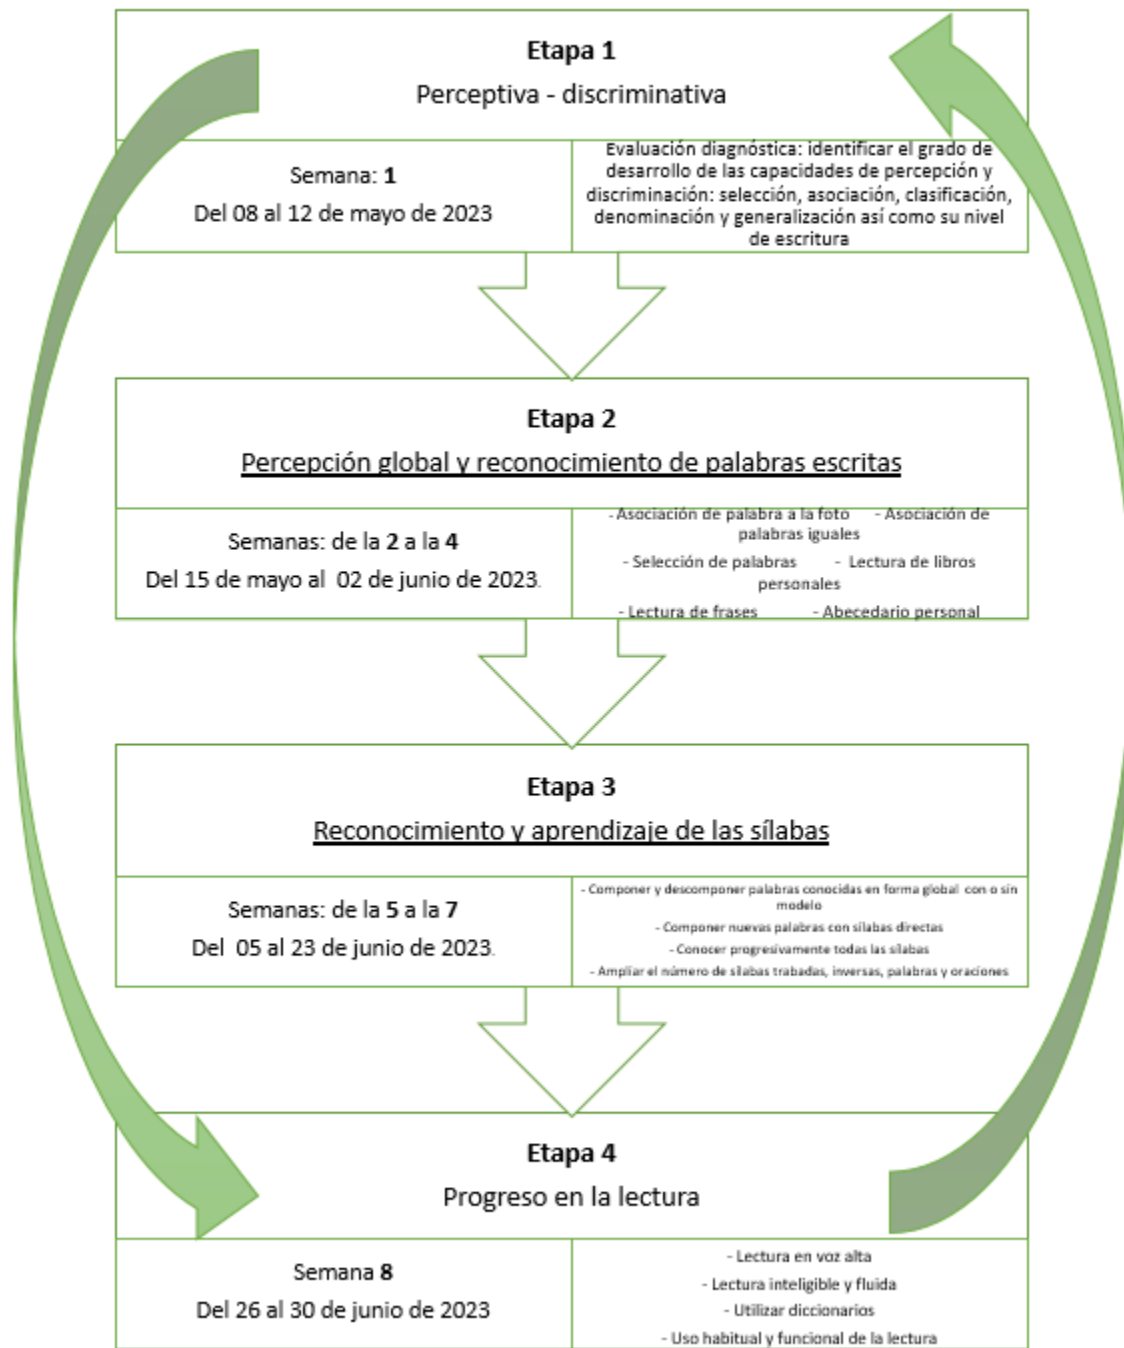 Etapa 1
Perceptiva - discriminativa
Semana: 1
Del 08 al 12 de mayo de 2023
Evaluación diagnóstica: identificar el grado de
desarrollo de las capacidades de percepción y
discriminación: selección, asociación, clasificación,
denominación y generalización así como su nivel
de escritura
Etapa 2
Percepción global y reconocimiento de palabras escritas
Semanas: de la 2 a la 4
Del 15 de mayo al  02 de junio de 2023.
- Asociación de palabra a la foto     - Asociación de
palabras iguales
- Selección de palabras     - Lectura de libros
personales
- Lectura de frases     - Abecedario personal
Etapa 3
Reconocimiento y aprendizaje de las sílabas
Semanas: de la 5 a la 7
Del  05 al 23 de junio de 2023.
- Componer y descomponer palabras conocidas en forma global  con o sin
modelo
- Componer nuevas palabras con sílabas directas
- Conocer progresivamente todas las sílabas
- Ampliar el número de sílabas trabadas, inversas, palabras y oraciones
Etapa 4
Progreso en la lectura
Semana 8
Del 26 al 30 de junio de 2023
- Lectura en voz alta
- Lectura inteligible y fluida
- Utilizar diccionarios
- Uso habitual y funcional de la lectura